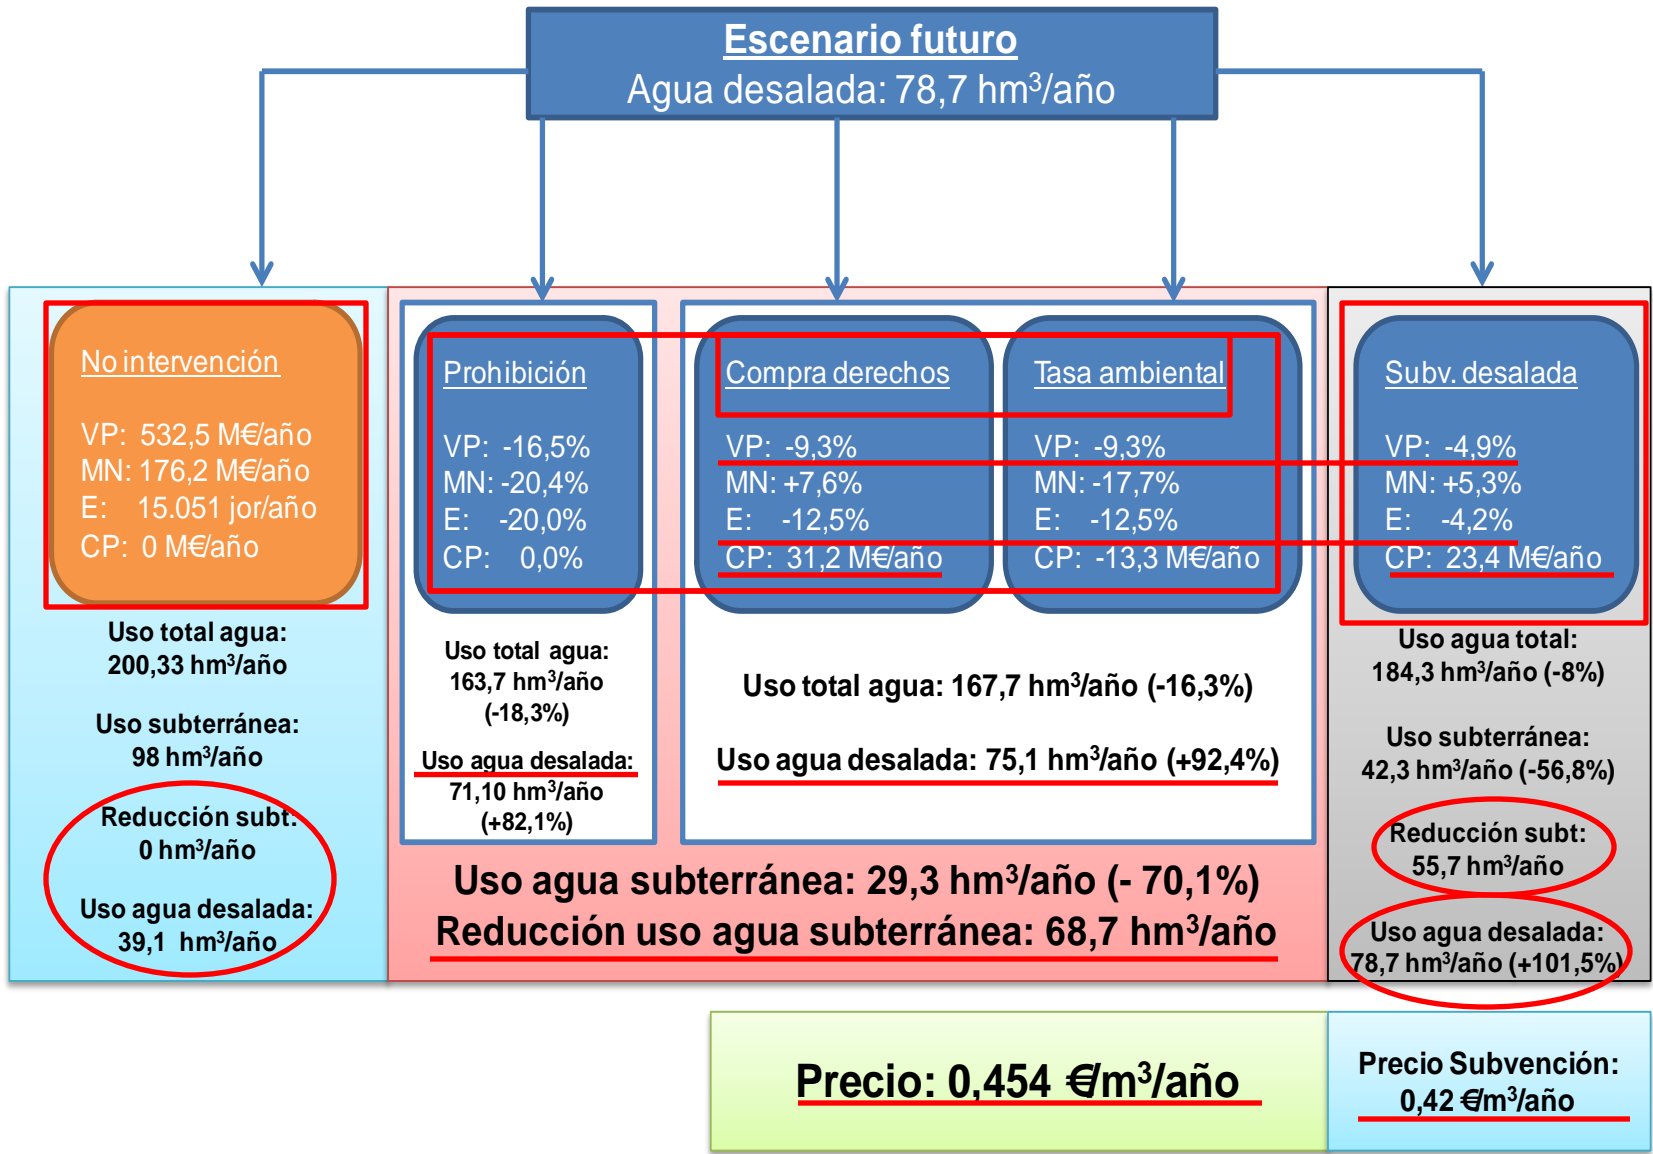 Escenario futuro
Agua desalada: 78,7 hm³/año
No intervención
VP: 532,5 M€/año
MN: 176,2 M€/año
E: 15.051 jor/año
CP: 0 M€/año
Uso total agua:
200,33 hm³/año
Uso subterránea:
98 hm³/año
Reducción subt:
0 hm³/año
Uso agua desalada:
39,1 hm³/año
Prohibición
VP: -16,5%
MN: -20,4%
E: -20,0%
CP: 0,0%
Uso total agua:
163,7 hm³/año
(-18,3%)
Uso agua desalada:
71,10 hm³/año
(+82,1%)
Compra derechos
VP: -9,3%
MN: +7,6%
E: -12,5%
CP: 31,2 M€/año
Tasa ambiental
VP: -9,3%
MN: -17,7%
E: -12,5%
CP: -13,3 M€/año
Uso total agua: 167,7 hm³/año (-16,3%)
Uso agua desalada: 75,1 hm³/año (+92,4%)
Uso agua subterránea: 29,3 hm³/año (- 70,1%)
Reducción uso agua subterránea: 68,7 hm³/año
Subv. desalada
VP: -4,9%
MN: +5,3%
E: -4,2%
CP: 23,4 M€/año
Uso agua total:
184,3 hm³/año (-8%)
Uso subterránea:
42,3 hm³/año (-56,8%)
Reducción subt:
55,7 hm³/año
Uso agua desalada:
78,7 hm³/año (+101,5%)
Precio: 0,454 €/m³/año
Precio Subvención:
0,42 €/m³/año